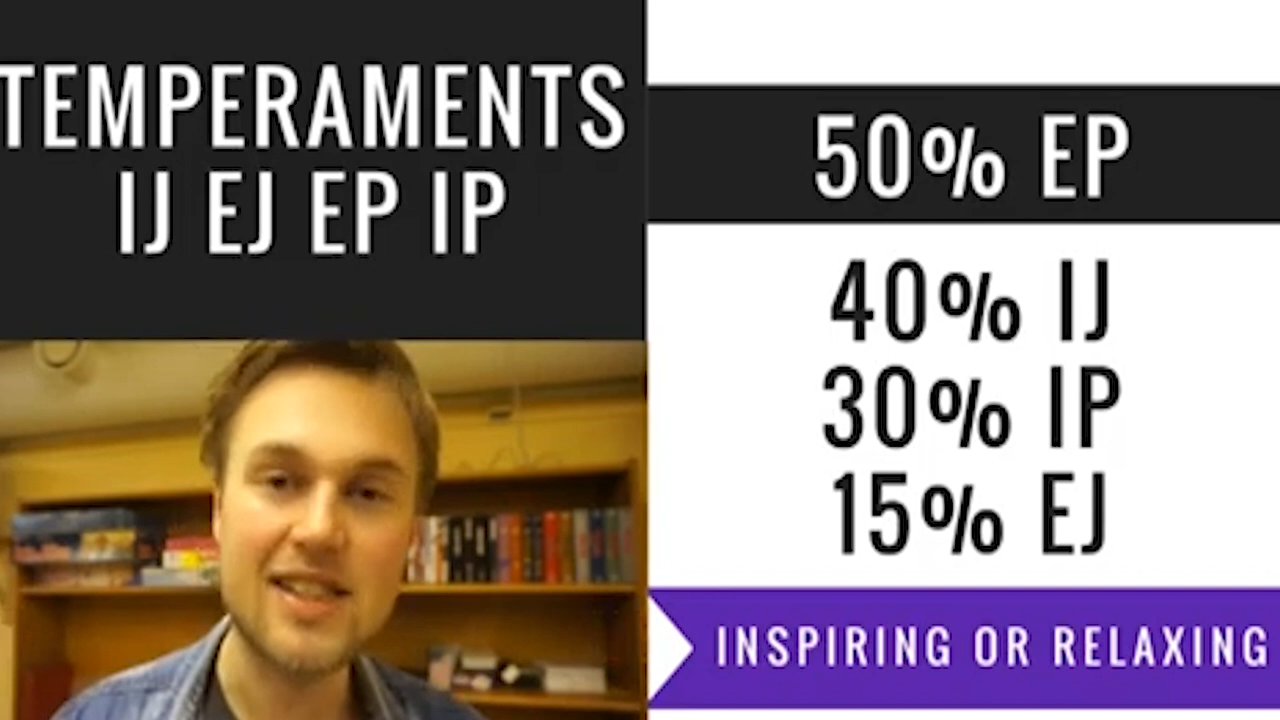 TEMPERAMENTS
IJ EJ EP IP
50% EP
40% IJ
30% IP
15% EJ
INSPIRING OR RELAXING